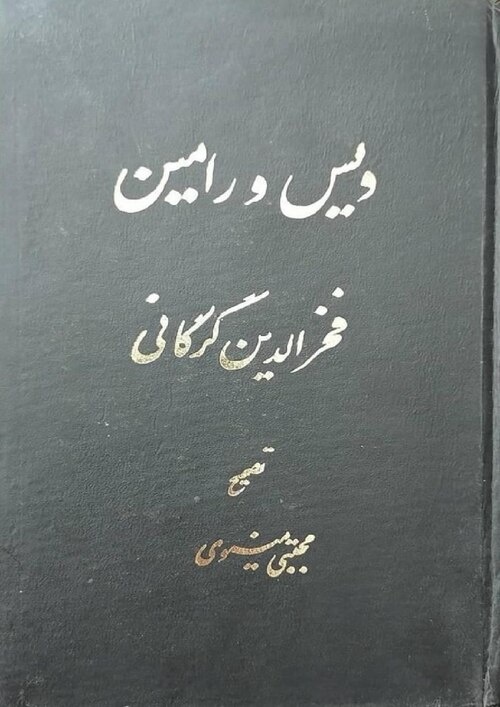 ویس و رامین
فخرالدین گرگانی
تصحیح
مجتبی مینوی